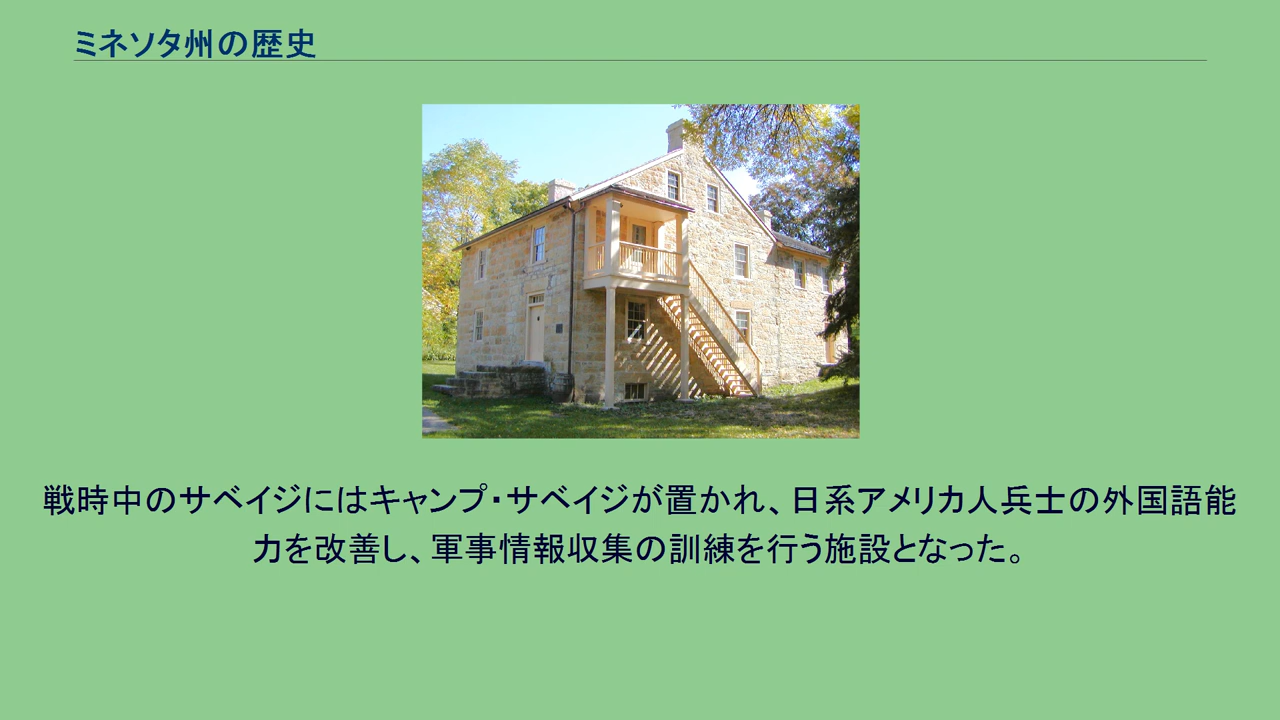 ミネソタ州の歴史
戦時中のサベイジにはキャンプ・サベイジが置かれ、日系アメリカ人兵士の外国語能
力を改善し、軍事情報収集の訓練を行う施設となった。